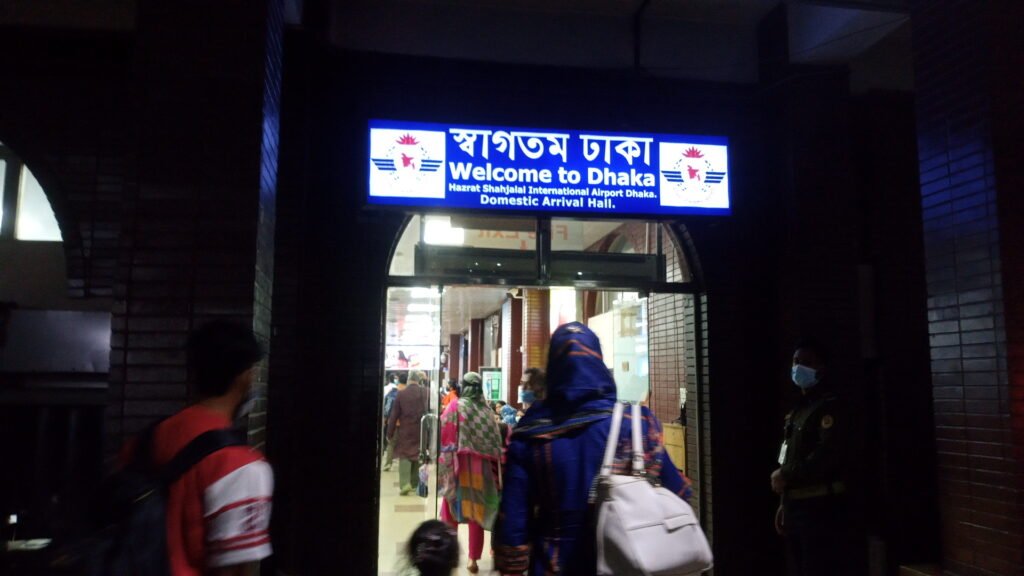 স্বাগতম ঢাকা
Welcome to Dhaka
Hazrat Shahjalal International Airport Dhaka.
Domestic Arrival Hall.